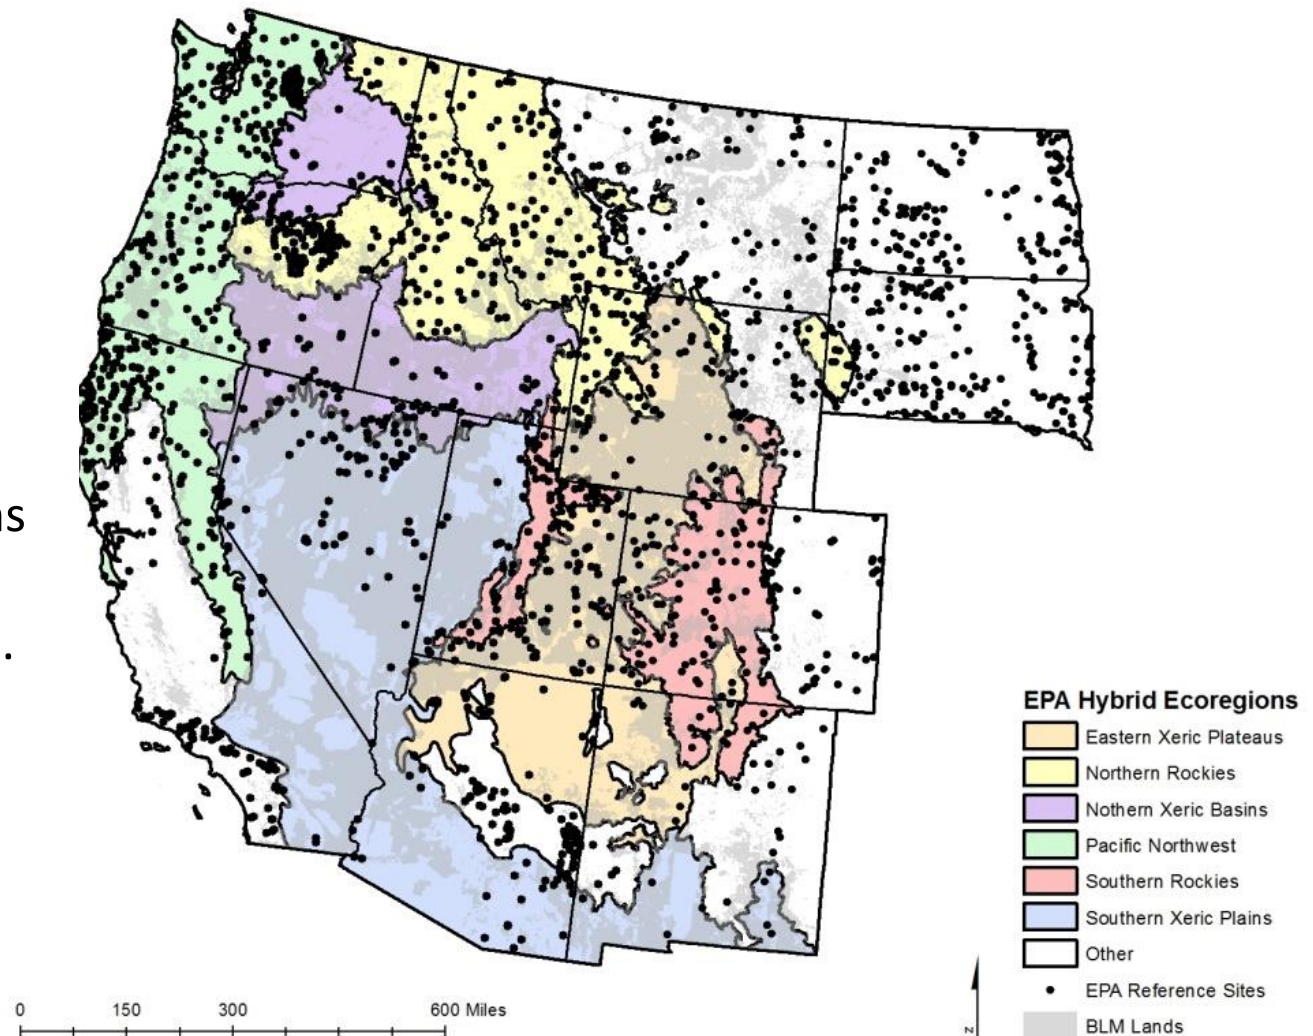 ns
.
EPA Hybrid Ecoregions
Eastern Xeric Plateaus
Northern Rockies
Nothern Xeric Basins
Pacific Northwest
Southern Rockies
Southern Xeric Plains
Other
EPA Reference Sites
BLM Lands
0 150 300 600 Miles
z